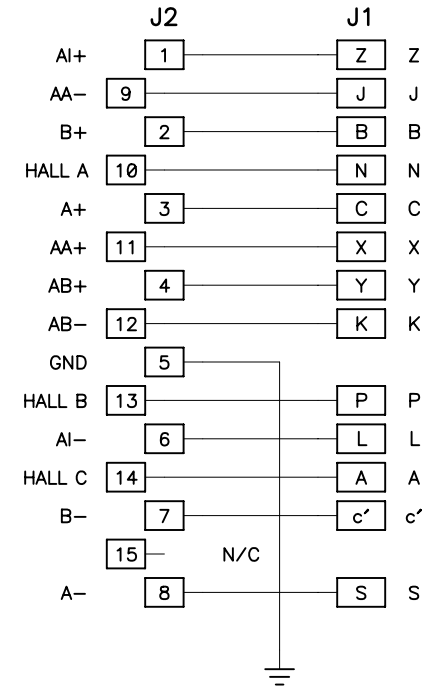 J2 J1
AI+ 1 Z Z
AA- 9 J J
B+ 2 B B
HALL A 10 N N
A+ 3 C C
AA+ 11 X X
AB+ 4 Y Y
AB- 12 K K
GND 5
HALL B 13 P P
AI- 6 L L
HALL C 14 A A
B- 7 c′ c′
15 N/C
A- 8 S S